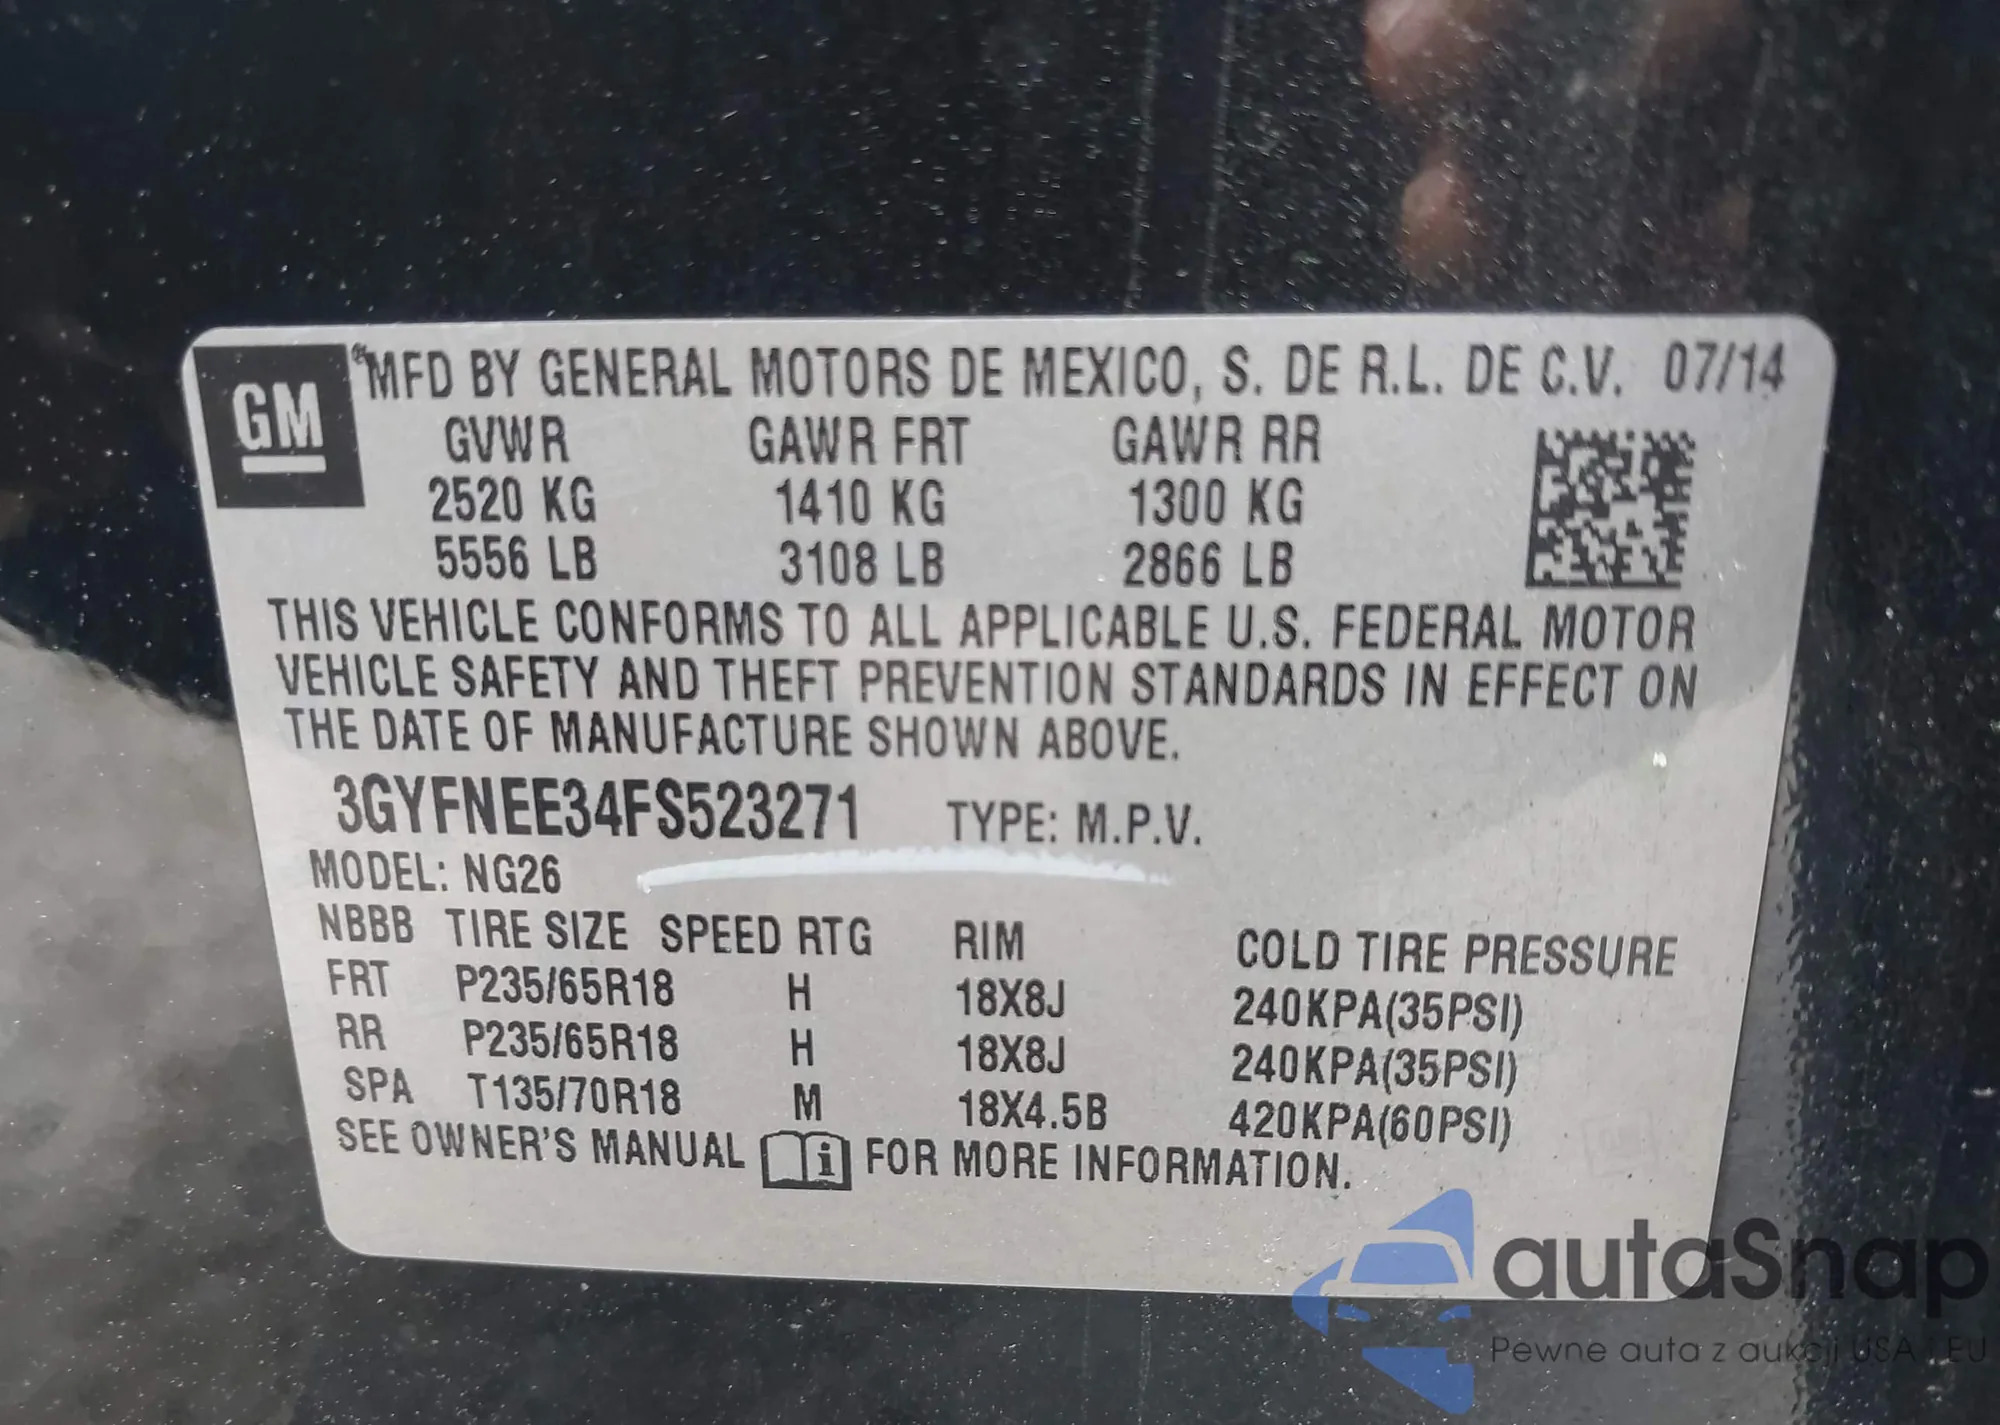 GM
® MFD BY GENERAL MOTORS DE MEXICO, S. DE R.L. DE C.V. 07/14
GVWR GAWR FRT GAWR RR
2520 KG 1410 KG 1300 KG
5556 LB 3108 LB 2866 LB
THIS VEHICLE CONFORMS TO ALL APPLICABLE U.S. FEDERAL MOTOR
VEHICLE SAFETY AND THEFT PREVENTION STANDARDS IN EFFECT ON
THE DATE OF MANUFACTURE SHOWN ABOVE.
3GYFNEE34FS523271 TYPE: M.P.V.
MODEL: NG26
NBBB TIRE SIZE SPEED RTG RIM COLD TIRE PRESSURE
FRT P235/65R18 H 18X8J 240KPA(35PSI)
RR P235/65R18 H 18X8J 240KPA(35PSI)
SPA T135/70R18 M 18X4.5B 420KPA(60PSI)
SEE OWNER'S MANUAL i FOR MORE INFORMATION.
autaSnap
Pewne auta z aukcji USA i EU